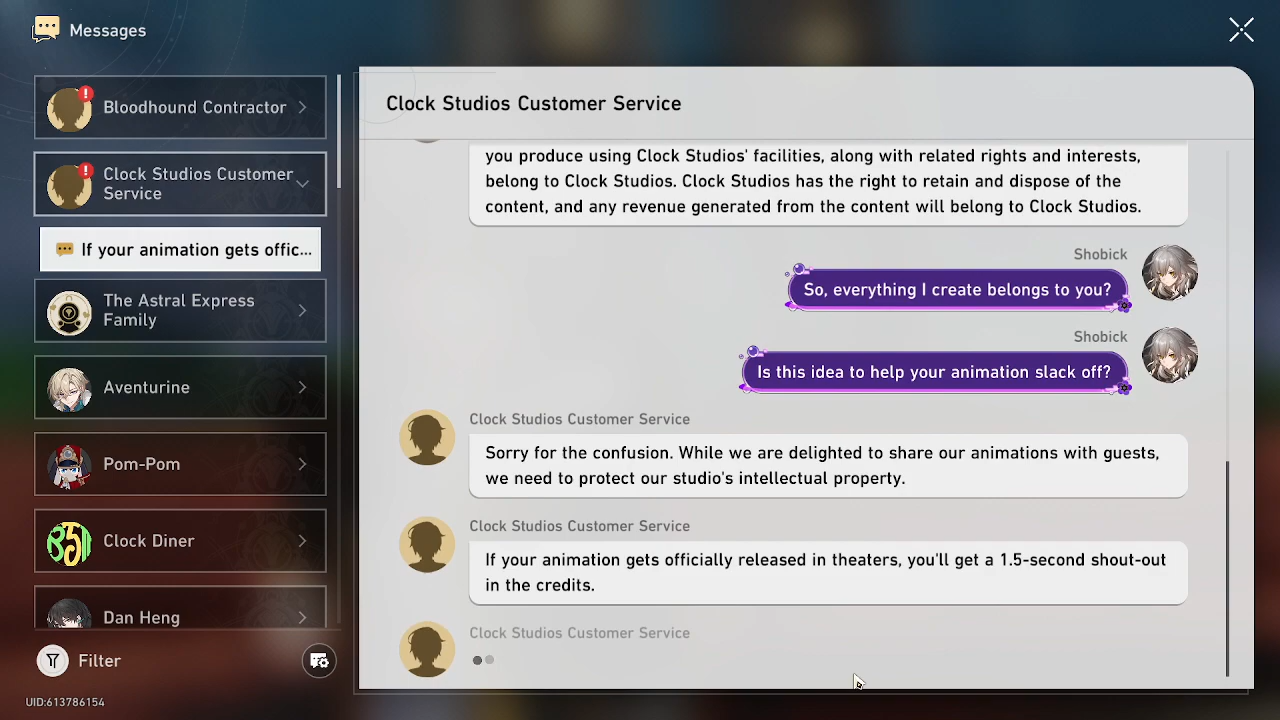 Messages
Bloodhound Contractor
Clock Studios Customer
Service
If your animation gets offic...
The Astral Express
Family
Aventurine
Pom-Pom
Clock Diner
Dan Heng
Filter
UID:613786154
Clock Studios Customer Service
you produce using Clock Studios' facilities, along with related rights and interests,
belong to Clock Studios. Clock Studios has the right to retain and dispose of the
content, and any revenue generated from the content will belong to Clock Studios.
Shobick
So, everything I create belongs to you?
Shobick
Is this idea to help your animation slack off?
Clock Studios Customer Service
Sorry for the confusion. While we are delighted to share our animations with guests,
we need to protect our studio's intellectual property.
Clock Studios Customer Service
If your animation gets officially released in theaters, you'll get a 1.5-second shout-out
in the credits.
Clock Studios Customer Service